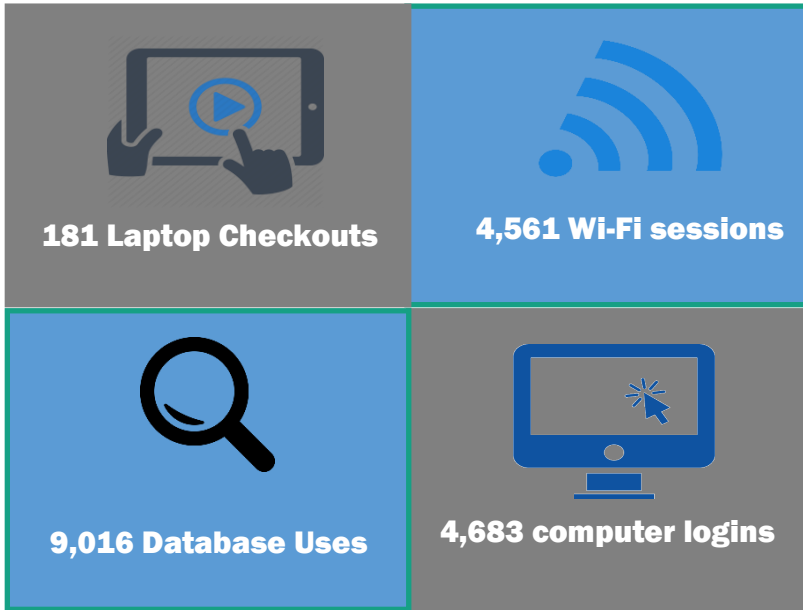 181 Laptop Checkouts
4,561 Wi-Fi sessions
9,016 Database Uses
4,683 computer logins